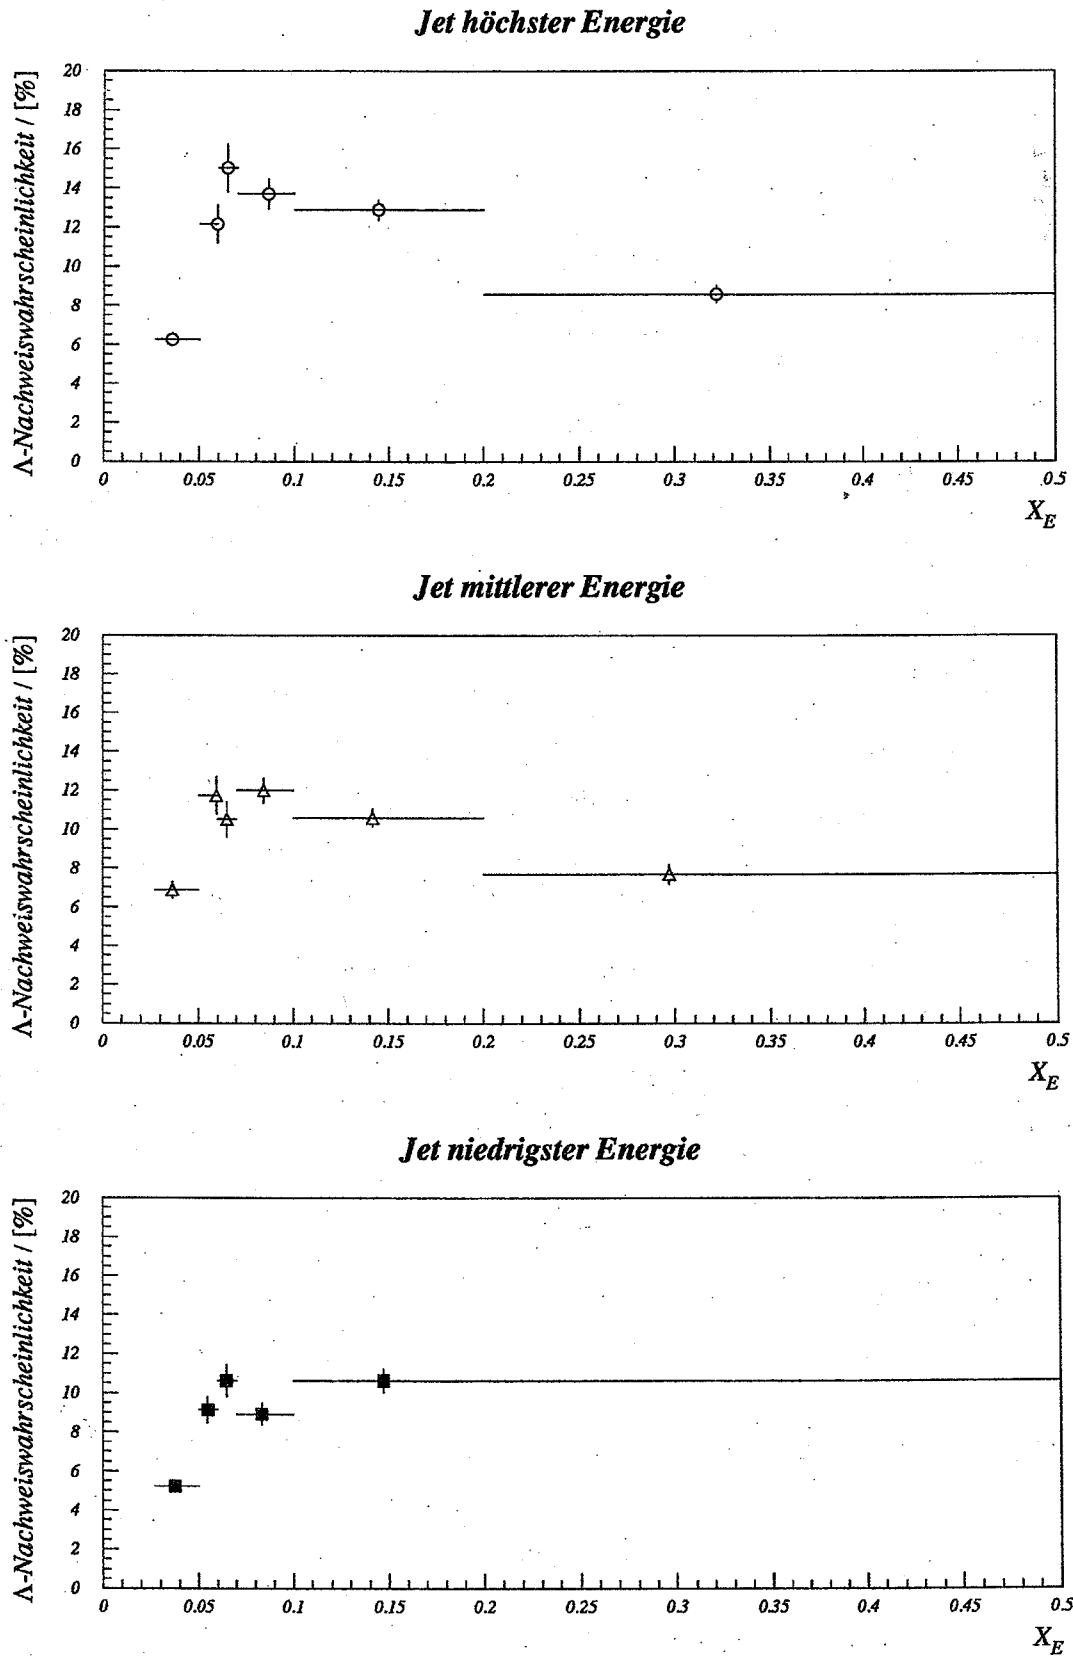 Jet höchster Energie
Λ-Nachweiswahrscheinlichkeit / [%]
20
18
16
14
12
10
8
6
4
2
0
0 0.05 0.1 0.15 0.2 0.25 0.3 0.35 0.4 0.45 0.5
X_E
Jet mittlerer Energie
Λ-Nachweiswahrscheinlichkeit / [%]
20
18
16
14
12
10
8
6
4
2
0
0 0.05 0.1 0.15 0.2 0.25 0.3 0.35 0.4 0.45 0.5
X_E
Jet niedrigster Energie
Λ-Nachweiswahrscheinlichkeit / [%]
20
18
16
14
12
10
8
6
4
2
0
0 0.05 0.1 0.15 0.2 0.25 0.3 0.35 0.4 0.45 0.5
X_E